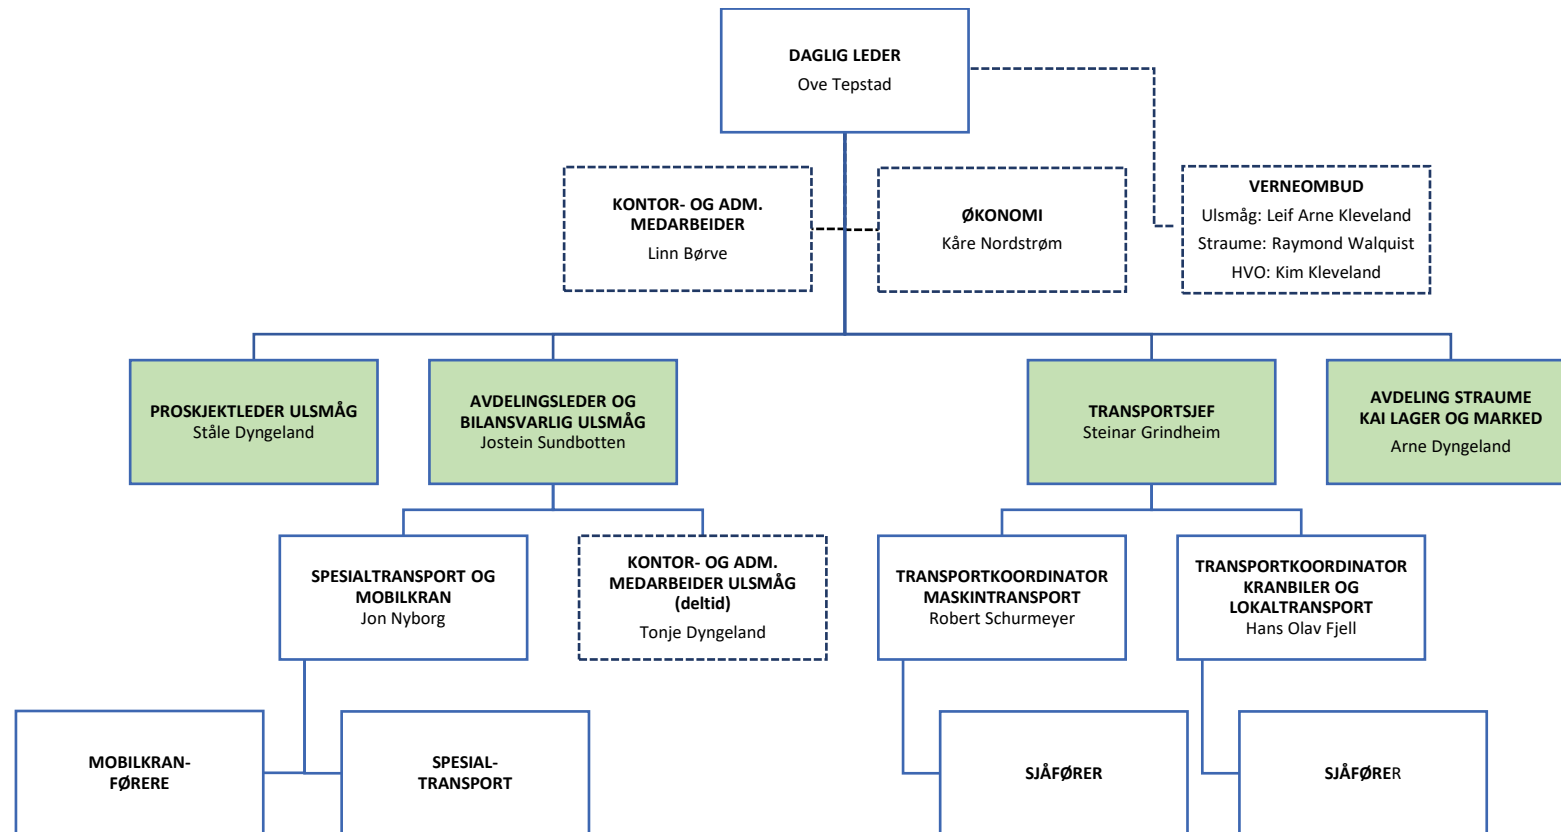 DAGLIG LEDER
Ove Tepstad
KONTOR- OG ADM.
MEDARBEIDER
Linn Børve
ØKONOMI
Kåre Nordstrøm
VERNEOMBUD
Ulsmåg: Leif Arne Kleveland
Straume: Raymond Walquist
HVO: Kim Kleveland
PROSKJEKTLEDER ULSMÅG
Ståle Dyngeland
AVDELINGSLEDER OG
BILANSVARLIG ULSMÅG
Jostein Sundbotten
TRANSPORTSJEF
Steinar Grindheim
AVDELING STRAUME
KAI LAGER OG MARKED
Arne Dyngeland
SPESIALTRANSPORT OG
MOBILKRAN
Jon Nyborg
KONTOR- OG ADM.
MEDARBEIDER ULSMÅG
(deltid)
Tonje Dyngeland
TRANSPORTKOORDINATOR
MASKINTRANSPORT
Robert Schurmeyer
TRANSPORTKOORDINATOR
KRANBILER OG
LOKALTRANSPORT
Hans Olav Fjell
MOBILKRAN-
FØRERE
SPESIAL-
TRANSPORT
SJÅFØRER
SJÅFØRER